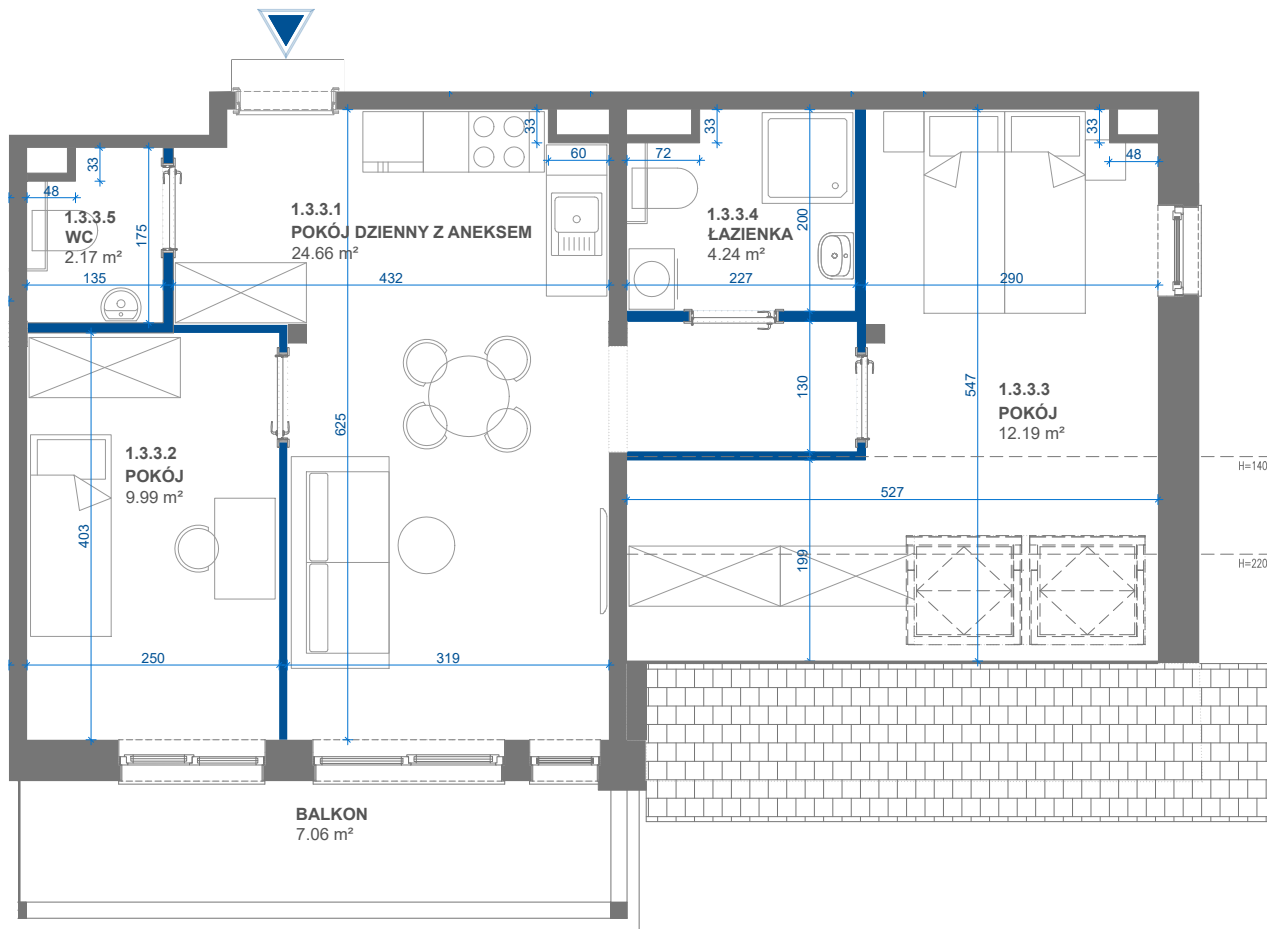 33
33
33
33
60
72
48
48
1.3.3.5
WC
2.17 m²
175
135
1.3.3.1
POKÓJ DZIENNY Z ANEKSEM
24.66 m²
432
1.3.3.4
ŁAZIENKA
4.24 m²
200
227
290
130
547
625
1.3.3.3
POKÓJ
12.19 m²
1.3.3.2
POKÓJ
9.99 m²
H=140
527
403
199
H=220
250
319
BALKON
7.06 m²